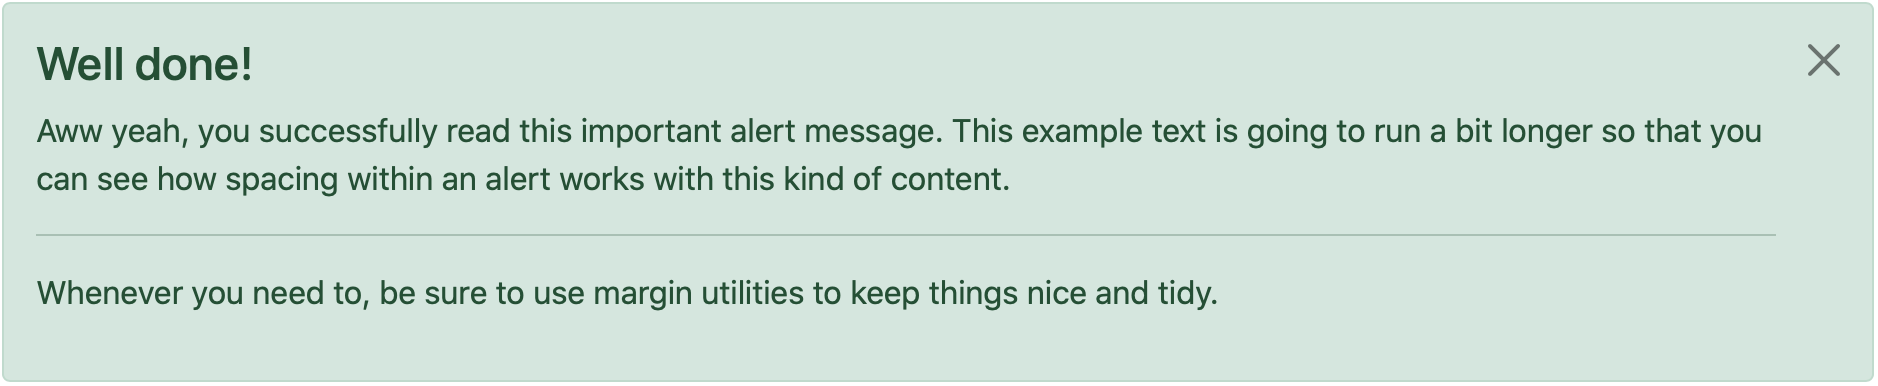 Well done!
Aww yeah, you successfully read this important alert message. This example text is going to run a bit longer so that you
can see how spacing within an alert works with this kind of content.
Whenever you need to, be sure to use margin utilities to keep things nice and tidy.